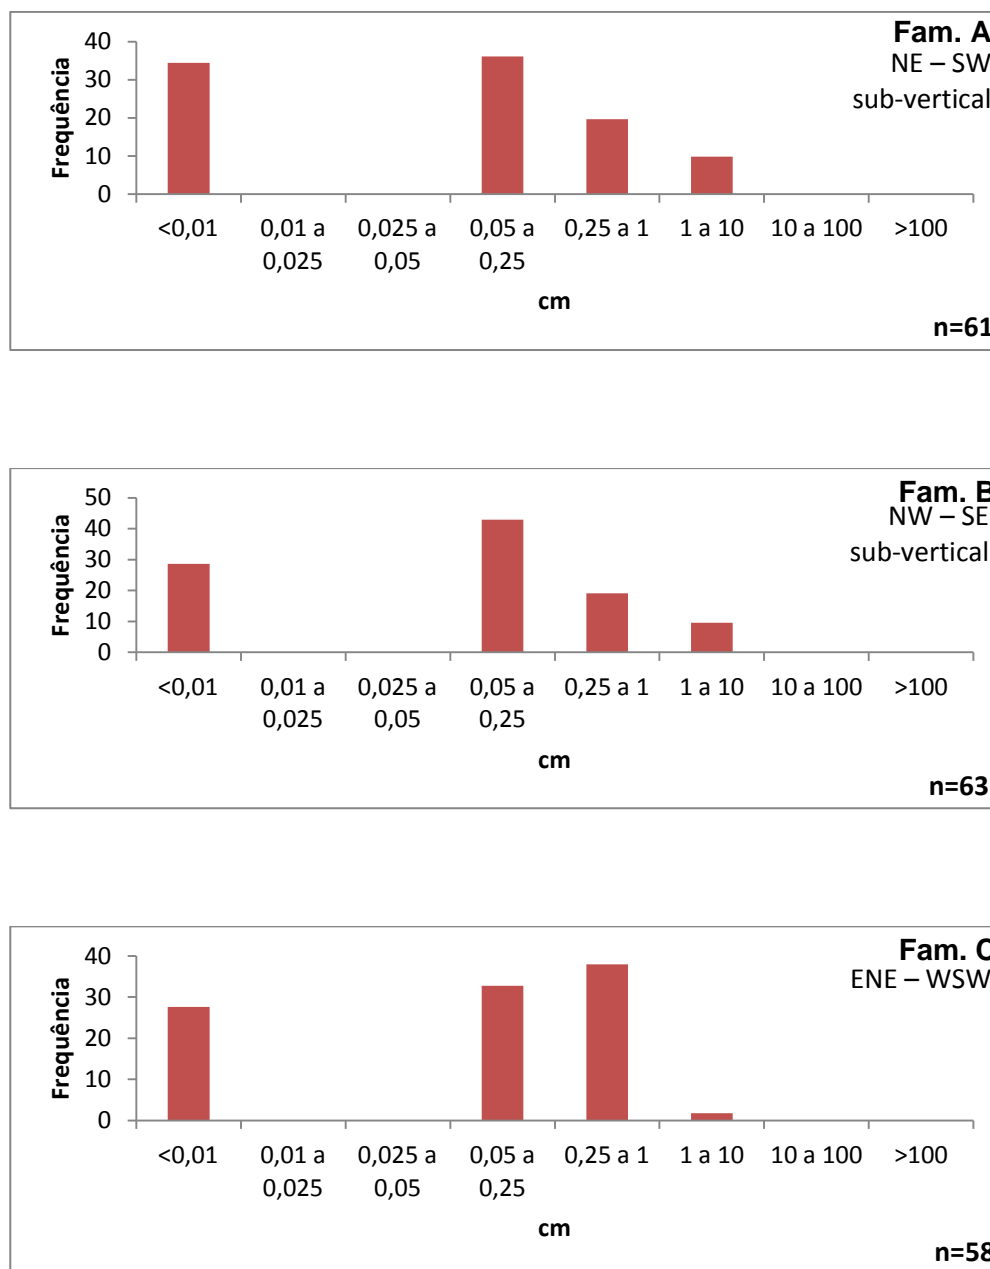 Fam. A
NE – SW
sub-vertical
Frequência
40
30
20
10
0
<0,01 0,01 a 0,025 a 0,05 a 0,25 a 1 1 a 10 10 a 100 >100
0,025 0,05 0,25
cm
n=61
Fam. B
NW – SE
sub-vertical
Frequência
50
40
30
20
10
0
<0,01 0,01 a 0,025 a 0,05 a 0,25 a 1 1 a 10 10 a 100 >100
0,025 0,05 0,25
cm
n=63
Fam. C
ENE – WSW
Frequência
40
30
20
10
0
<0,01 0,01 a 0,025 a 0,05 a 0,25 a 1 1 a 10 10 a 100 >100
0,025 0,05 0,25
cm
n=58